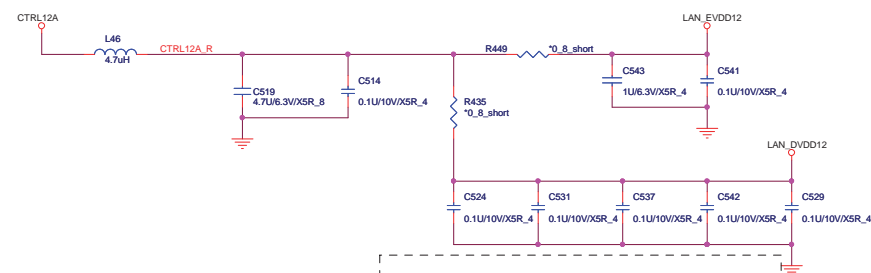 CTRL12A
LAN_EVDD12
L46
4.7uH
CTRL12A_R
R449
*0_8_short
C519
4.7U/6.3V/X5R_8
C514
0.1U/10V/X5R_4
C543
1U/6.3V/X5R_4
C541
0.1U/10V/X5R_4
R435
*0_8_short
LAN_DVDD12
C524
0.1U/10V/X5R_4
C531
0.1U/10V/X5R_4
C537
0.1U/10V/X5R_4
C542
0.1U/10V/X5R_4
C529
0.1U/10V/X5R_4